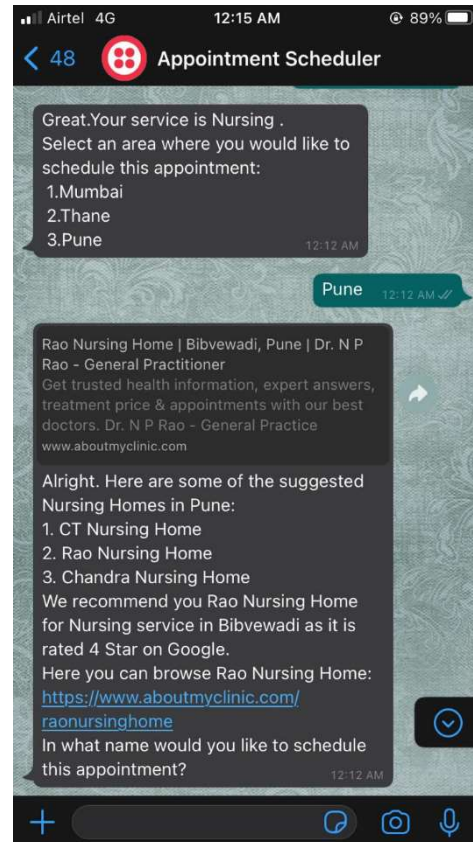 Airtel 4G 12:15 AM 89%
48 Appointment Scheduler
Great.Your service is Nursing .
Select an area where you would like to
schedule this appointment:
1.Mumbai
2.Thane
3.Pune
12:12 AM
Pune 12:12 AM
Rao Nursing Home | Bibvewadi, Pune | Dr. N P
Rao - General Practitioner
Get trusted health information, expert answers,
treatment price & appointments with our best
doctors. Dr. N P Rao - General Practice
www.aboutmyclinic.com
Alright. Here are some of the suggested
Nursing Homes in Pune:
1. CT Nursing Home
2. Rao Nursing Home
3. Chandra Nursing Home
We recommend you Rao Nursing Home
for Nursing service in Bibvewadi as it is
rated 4 Star on Google.
Here you can browse Rao Nursing Home:
https://www.aboutmyclinic.com/
raonursinghome
In what name would you like to schedule
this appointment?
12:12 AM